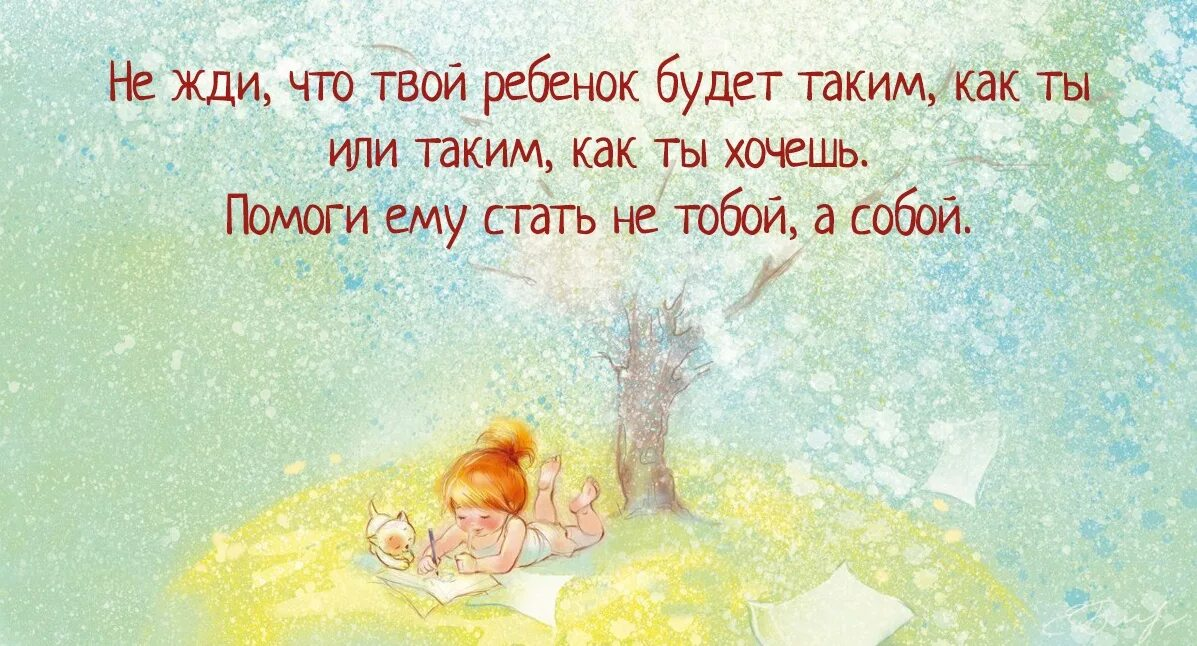 Не жди, что твой ребенок будет таким, как ты
или таким, как ты хочешь.
Помоги ему стать не тобой, а собой.